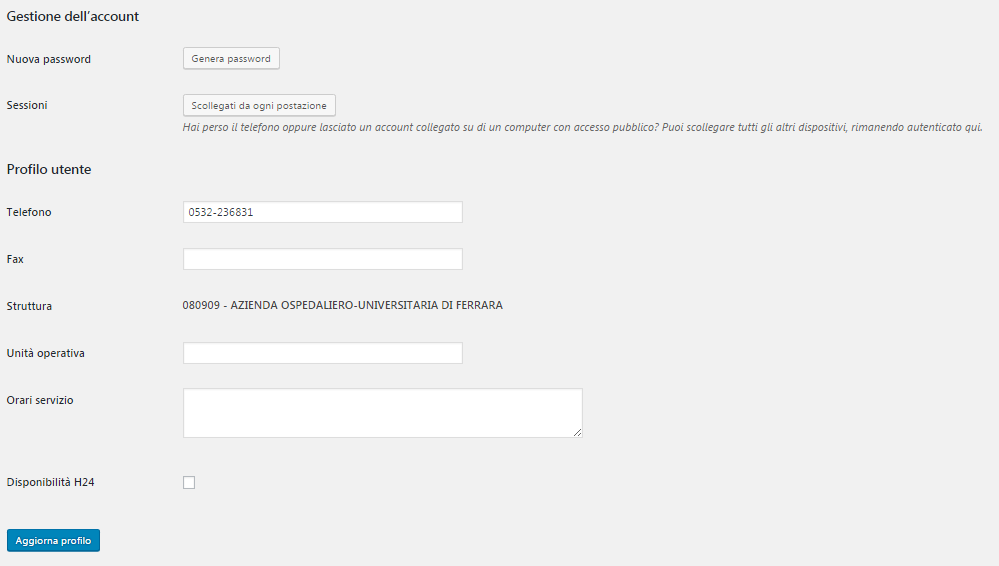 Gestione dell'account
Nuova password
Genera password
Sessioni
Scollegati da ogni postazione
Hai perso il telefono oppure lasciato un account collegato su di un computer con accesso pubblico? Puoi scollegare tutti gli altri dispositivi, rimanendo autenticato qui.
Profilo utente
Telefono
0532-236831
Fax
Struttura
080909 - AZIENDA OSPEDALIERO-UNIVERSITARIA DI FERRARA
Unità operativa
Orari servizio
Disponibilità H24
Aggiorna profilo